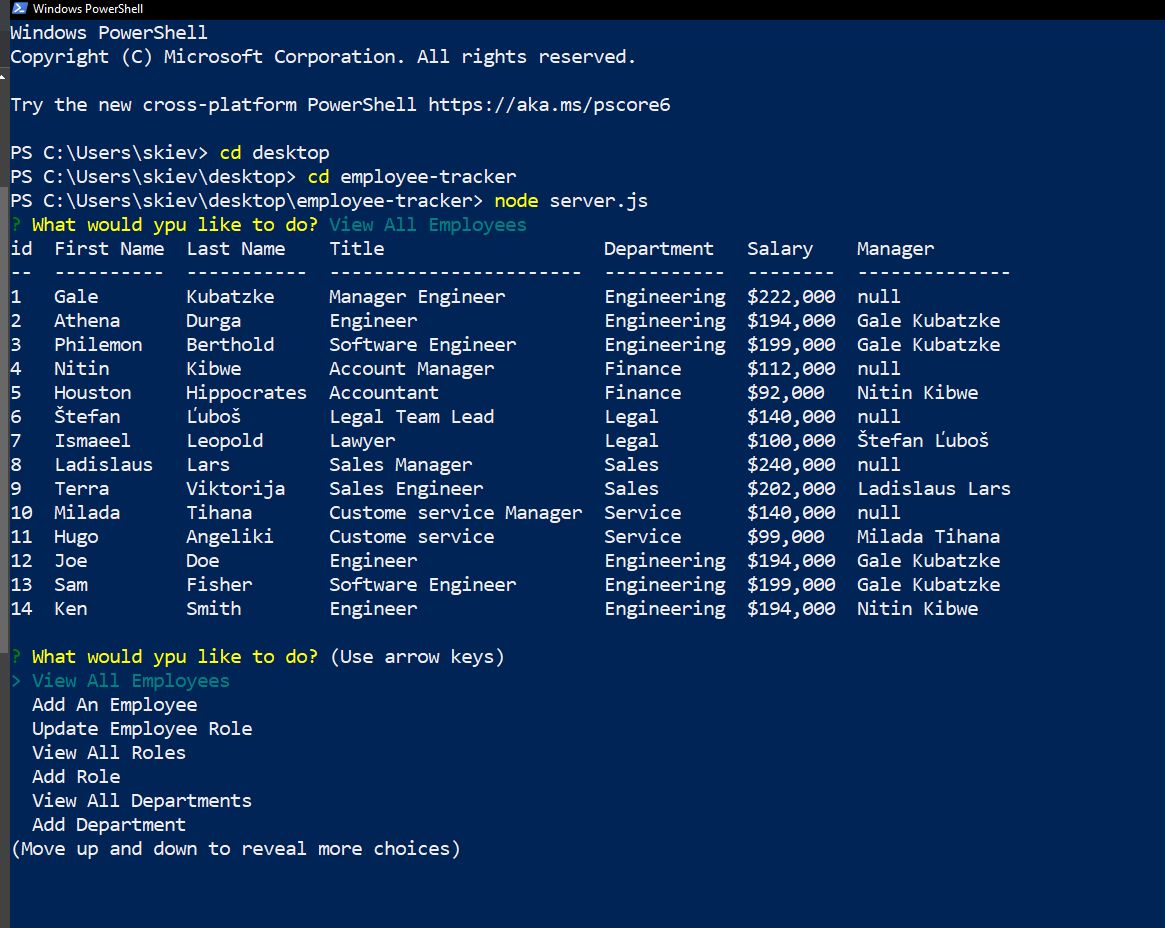 Windows PowerShell
Windows PowerShell
Copyright (C) Microsoft Corporation. All rights reserved.
Try the new cross-platform PowerShell https://aka.ms/pscore6
PS C:\Users\skiev> cd desktop
PS C:\Users\skiev\desktop> cd employee-tracker
PS C:\Users\skiev\desktop\employee-tracker> node server.js
? What would ypu like to do? View All Employees
id  First Name  Last Name    Title                    Department   Salary    Manager
--  ----------  -----------  -----------------------  -----------  --------  --------------
1   Gale        Kubatzke     Manager Engineer         Engineering  $222,000  null
2   Athena      Durga        Engineer                 Engineering  $194,000  Gale Kubatzke
3   Philemon    Berthold     Software Engineer        Engineering  $199,000  Gale Kubatzke
4   Nitin       Kibwe        Account Manager          Finance      $112,000  null
5   Houston     Hippocrates  Accountant               Finance      $92,000   Nitin Kibwe
6   Štefan      Ľuboš        Legal Team Lead          Legal        $140,000  null
7   Ismaeel     Leopold      Lawyer                   Legal        $100,000  Štefan Ľuboš
8   Ladislaus   Lars         Sales Manager            Sales        $240,000  null
9   Terra       Viktorija    Sales Engineer           Sales        $202,000  Ladislaus Lars
10  Milada      Tihana       Custome service Manager  Service      $140,000  null
11  Hugo        Angeliki     Custome service          Service      $99,000   Milada Tihana
12  Joe         Doe          Engineer                 Engineering  $194,000  Gale Kubatzke
13  Sam         Fisher       Software Engineer        Engineering  $199,000  Gale Kubatzke
14  Ken         Smith        Engineer                 Engineering  $194,000  Nitin Kibwe
? What would ypu like to do? (Use arrow keys)
> View All Employees
  Add An Employee
  Update Employee Role
  View All Roles
  Add Role
  View All Departments
  Add Department
(Move up and down to reveal more choices)